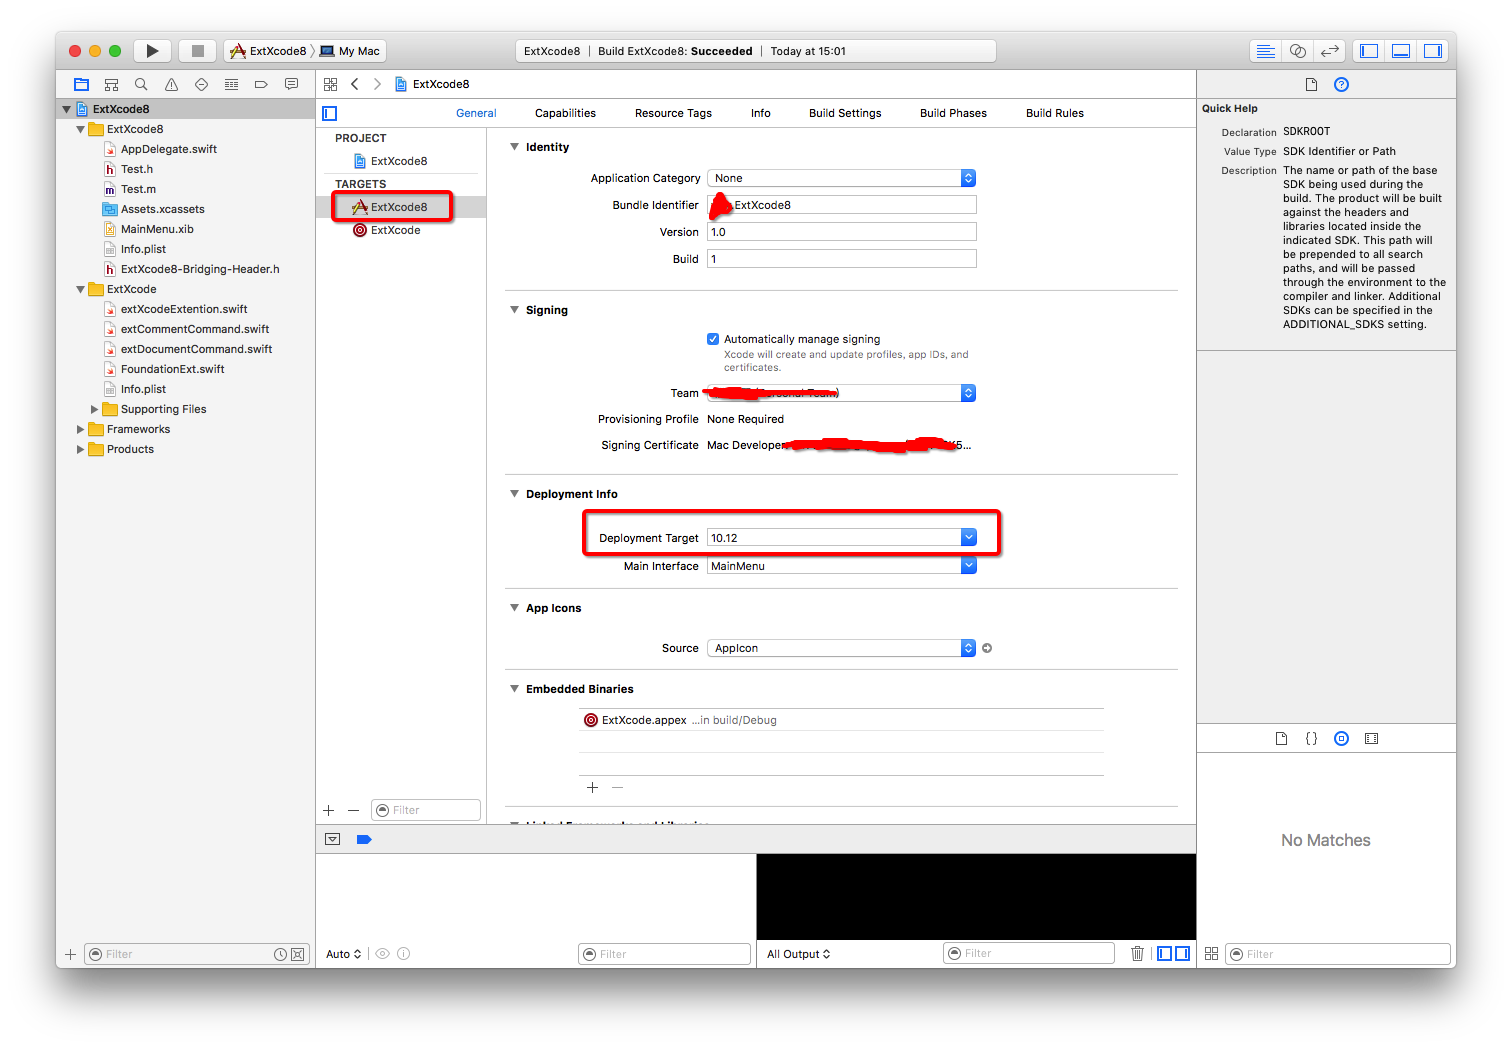 ExtXcode8 My Mac
ExtXcode8 | Build ExtXcode8: Succeeded | Today at 15:01
ExtXcode8
ExtXcode8
ExtXcode8
AppDelegate.swift
Test.h
Test.m
Assets.xcassets
MainMenu.xib
Info.plist
ExtXcode8-Bridging-Header.h
ExtXcode
extXcodeExtention.swift
extCommentCommand.swift
extDocumentCommand.swift
FoundationExt.swift
Info.plist
Supporting Files
Frameworks
Products
Filter
General Capabilities Resource Tags Info Build Settings Build Phases Build Rules
PROJECT
ExtXcode8
TARGETS
ExtXcode8
ExtXcode
Filter
Identity
Application Category None
Bundle Identifier .ExtXcode8
Version 1.0
Build 1
Signing
Automatically manage signing
Xcode will create and update profiles, app IDs, and
certificates.
Team (Personal Team)
Provisioning Profile None Required
Signing Certificate Mac Developer K5...
Deployment Info
Deployment Target 10.12
Main Interface MainMenu
App Icons
Source AppIcon
Embedded Binaries
ExtXcode.appex ...in build/Debug
Linked Frameworks and Libraries
Auto
Filter
All Output
Filter
Quick Help
Declaration SDKROOT
Value Type SDK Identifier or Path
Description The name or path of the base
SDK being used during the
build. The product will be built
against the headers and
libraries located inside the
indicated SDK. This path will
be prepended to all search
paths, and will be passed
through the environment to the
compiler and linker. Additional
SDKs can be specified in the
ADDITIONAL_SDKS setting.
No Matches
Filter